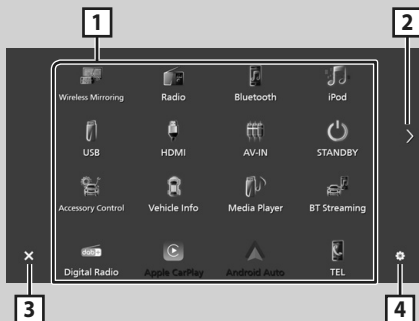 1
2
Wireless Mirroring Radio Bluetooth iPod
USB HDMI AV-IN STANDBY
Accessory Control Vehicle Info Media Player BT Streaming
dab+
Digital Radio Apple CarPlay Android Auto TEL
3
4